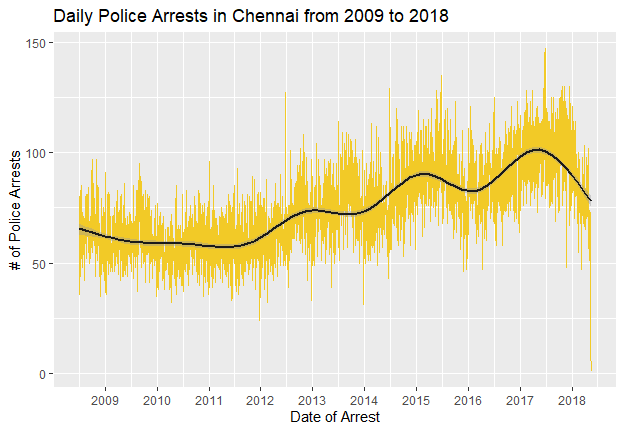 Daily Police Arrests in Chennai from 2009 to 2018
# of Police Arrests
150
100
50
0
2009 2010 2011 2012 2013 2014 2015 2016 2017 2018
Date of Arrest